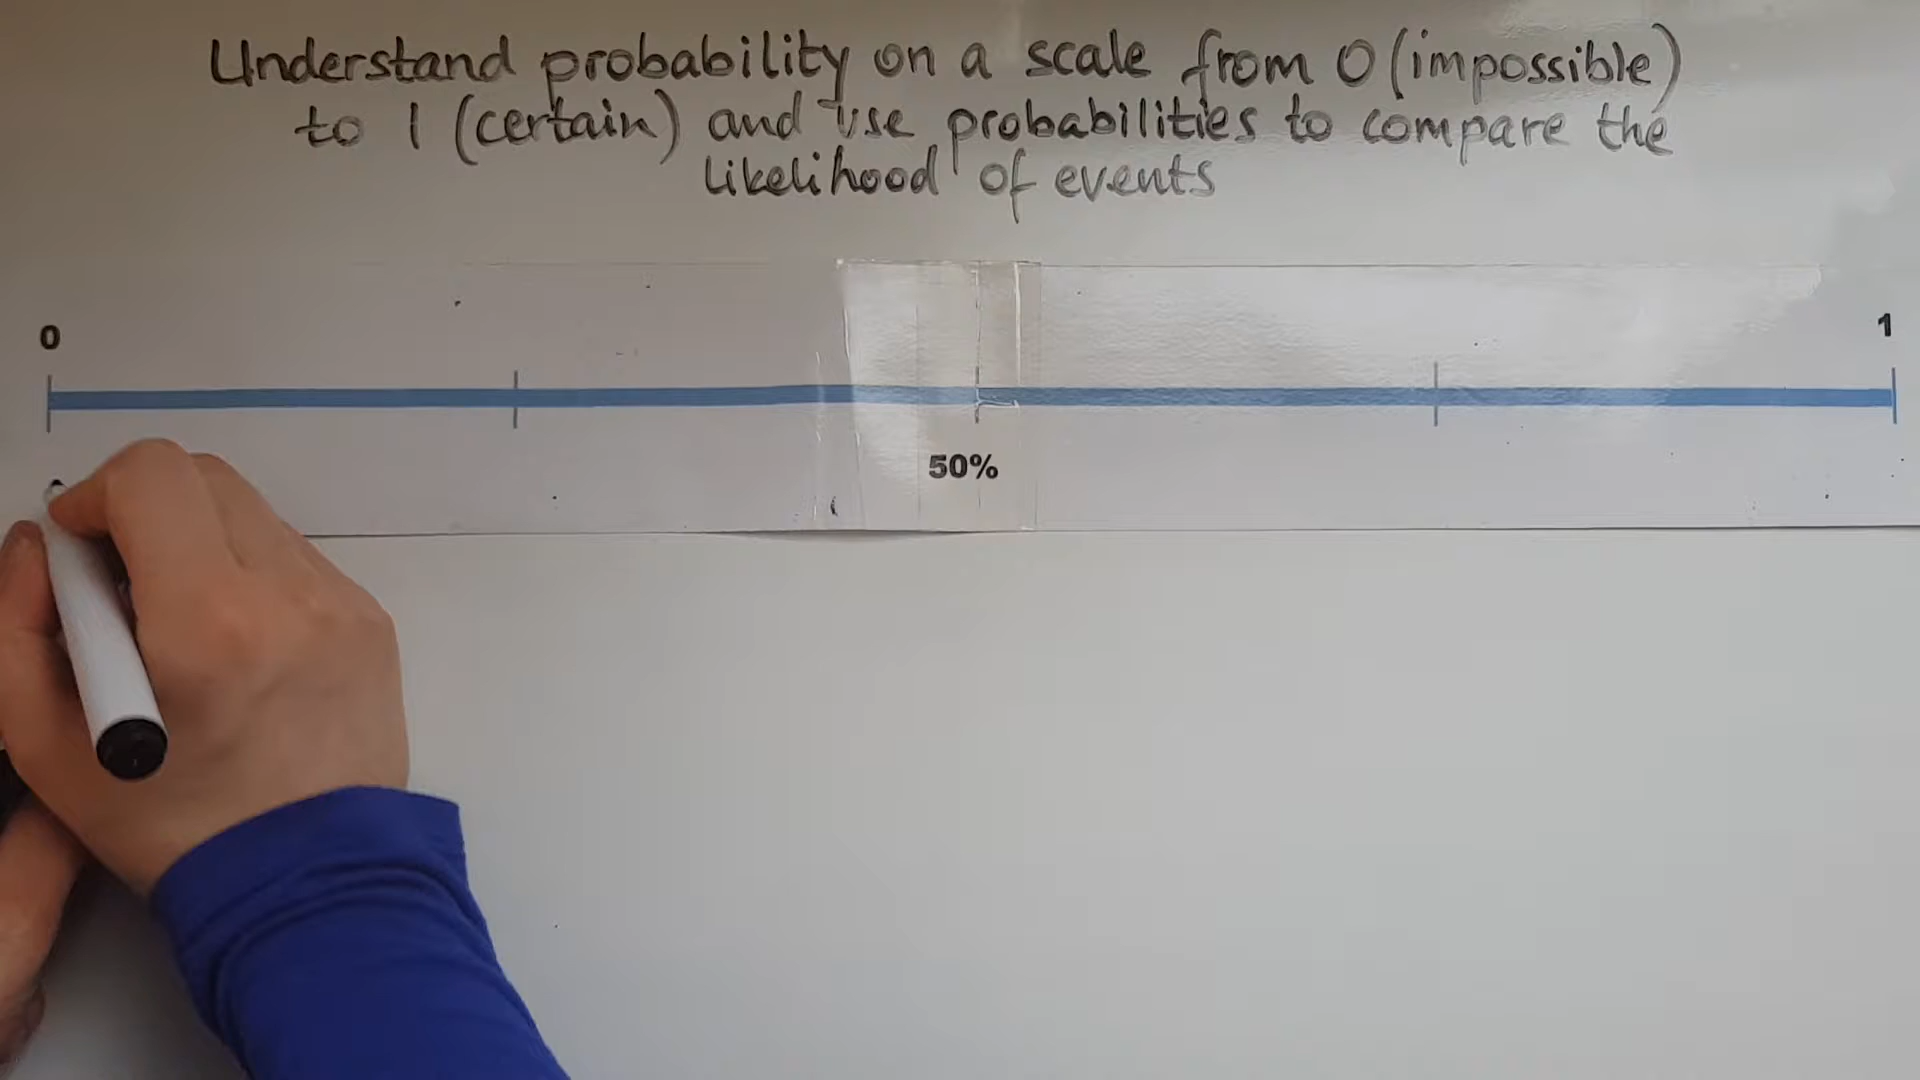 Understand probability on a scale from 0 (impossible)
to 1 (certain) and use probabilities to compare the
likelihood of events
0 1
50%